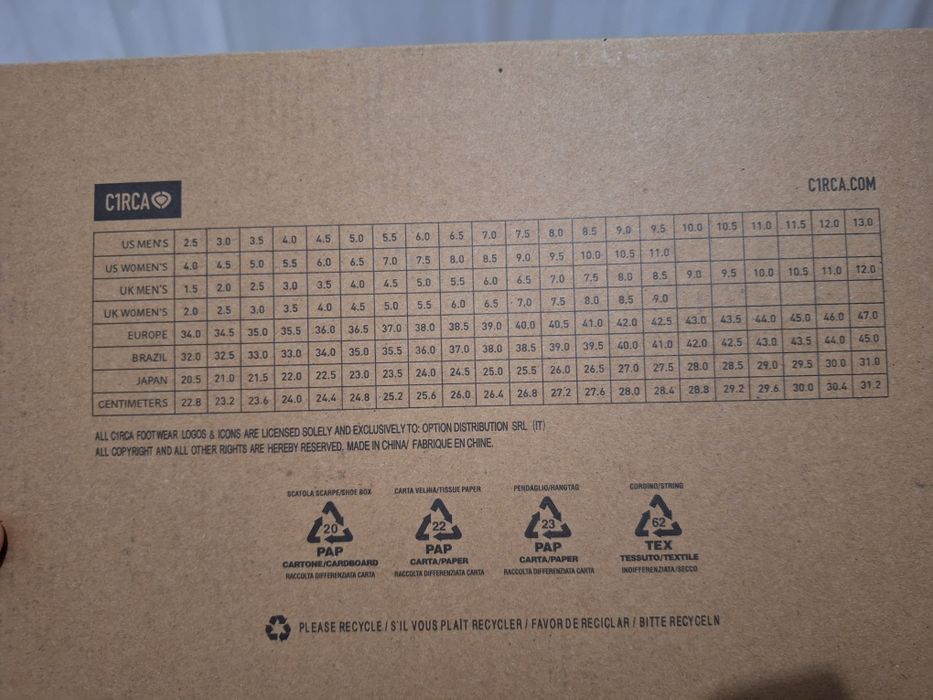 C1RCA
C1RCA.COM
US MEN'S 2.5 3.0 3.5 4.0 4.5 5.0 5.5 6.0 6.5 7.0 7.5 8.0 8.5 9.0 9.5 10.0 10.5 11.0 11.5 12.0 13.0
US WOMEN'S 4.0 4.5 5.0 5.5 6.0 6.5 7.0 7.5 8.0 8.5 9.0 9.5 10.0 10.5 11.0
UK MEN'S 1.5 2.0 2.5 3.0 3.5 4.0 4.5 5.0 5.5 6.0 6.5 7.0 7.5 8.0 8.5 9.0 9.5 10.0 10.5 11.0 12.0
UK WOMEN'S 2.0 2.5 3.0 3.5 4.0 4.5 5.0 5.5 6.0 6.5 7.0 7.5 8.0 8.5 9.0
EUROPE 34.0 34.5 35.0 35.5 36.0 36.5 37.0 38.0 38.5 39.0 40.0 40.5 41.0 42.0 42.5 43.0 43.5 44.0 45.0 46.0 47.0
BRAZIL 32.0 32.5 33.0 33.0 34.0 35.0 35.5 36.0 37.0 38.0 38.5 39.0 39.5 40.0 41.0 42.0 42.5 43.0 43.5 44.0 45.0
JAPAN 20.5 21.0 21.5 22.0 22.5 23.0 23.5 24.0 24.5 25.0 25.5 26.0 26.5 27.0 27.5 28.0 28.5 29.0 29.5 30.0 31.0
CENTIMETERS 22.8 23.2 23.6 24.0 24.4 24.8 25.2 25.6 26.0 26.4 26.8 27.2 27.6 28.0 28.4 28.8 29.2 29.6 30.0 30.4 31.2
ALL C1RCA FOOTWEAR LOGOS & ICONS ARE LICENSED SOLELY AND EXCLUSIVELY TO: OPTION DISTRIBUTION SRL (IT)
ALL COPYRIGHT AND ALL OTHER RIGHTS ARE HEREBY RESERVED. MADE IN CHINA/ FABRIQUE EN CHINE.
SCATOLA SCARPE/SHOE BOX CARTA VELINA/TISSUE PAPER PENDAGLIO/HANGTAG CORDINO/STRING
20 22 23 62
PAP PAP PAP TEX
CARTONE/CARDBOARD CARTA/PAPER CARTA/PAPER TESSUTO/TEXTILE
RACCOLTA DIFFERENZIATA CARTA RACCOLTA DIFFERENZIATA CARTA RACCOLTA DIFFERENZIATA CARTA INDIFFERENZIATA/SECCO
PLEASE RECYCLE / S'IL VOUS PLAÎT RECYCLER / FAVOR DE RECICLAR / BITTE RECYCELN